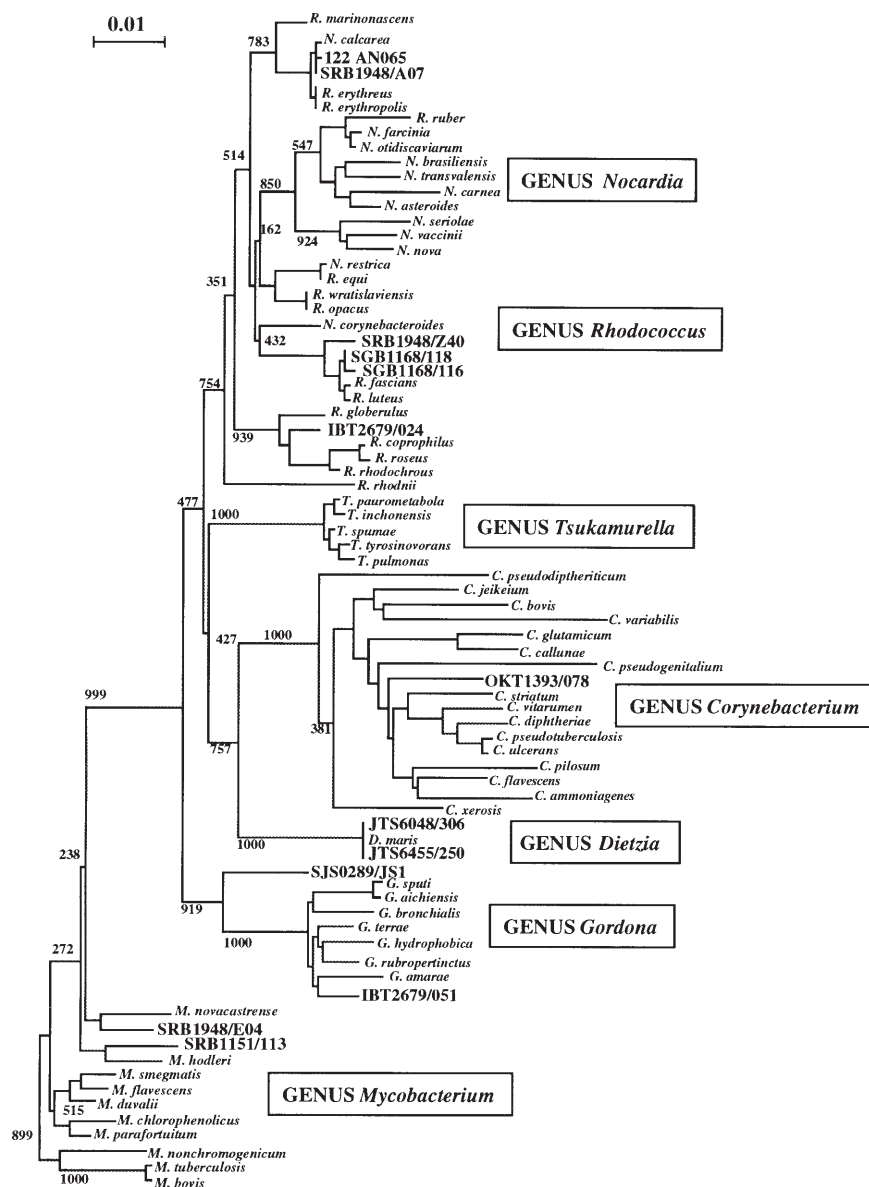 0.01
R. marinonascens
783
N. calcarea
122 AN065
SRB1948/A07
R. erythreus
R. erythropolis
R. ruber
N. farcinia
547
N. otidiscaviarum
514
N. brasiliensis
N. transvalensis
GENUS Nocardia
850
N. carnea
N. asteroides
N. seriolae
162
N. vaccinii
924
N. nova
N. restrica
351
R. equi
R. wratislaviensis
R. opacus
N. corynebacteroides
GENUS Rhodococcus
432
SRB1948/Z40
SGB1168/118
SGB1168/116
754
R. fascians
R. luteus
R. globerulus
939
IBT2679/024
R. coprophilus
R. roseus
R. rhodochrous
R. rhodnii
477
T. paurometabola
1000
T. inchonensis
GENUS Tsukamurella
T. spumae
T. tyrosinovorans
T. pulmonas
C. pseudodiptheriticum
C. jeikeium
C. bovis
C. variabilis
427
1000
C. glutamicum
C. callunae
C. pseudogenitalium
OKT1393/078
999
C. striatum
C. vitarumen
GENUS Corynebacterium
C. diphtheriae
381
C. pseudotuberculosis
757
C. ulcerans
C. pilosum
C. flavescens
C. ammoniagenes
C. xerosis
JTS6048/306
1000
D. maris
GENUS Dietzia
JTS6455/250
238
SJS0289/JS1
G. sputi
919
G. aichiensis
G. bronchialis
GENUS Gordona
1000
G. terrae
272
G. hydrophobica
G. rubropertinctus
G. amarae
IBT2679/051
M. novacastrense
SRB1948/E04
SRB1151/113
M. hodleri
M. smegmatis
M. flavescens
GENUS Mycobacterium
M. duvalii
515
M. chlorophenolicus
899
M. parafortuitum
M. nonchromogenicum
M. tuberculosis
1000
M. bovis